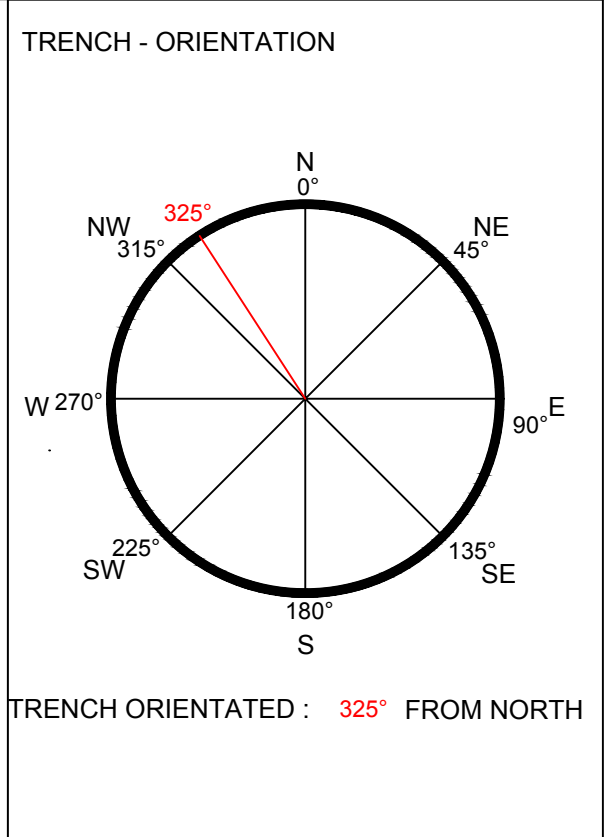 TRENCH - ORIENTATION
N
0°
325°
NW
NE
315°
45°
W 270°
E
90°
225°
135°
SW
SE
180°
S
TRENCH ORIENTATED : 325° FROM NORTH